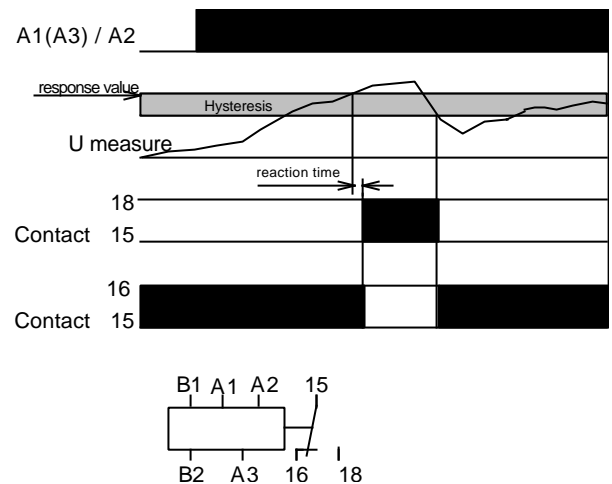 A1(A3) / A2
response value
Hysteresis
U measure
reaction time
18
Contact 15
16
Contact 15
B1 A1 A2 15
B2 A3 16 18